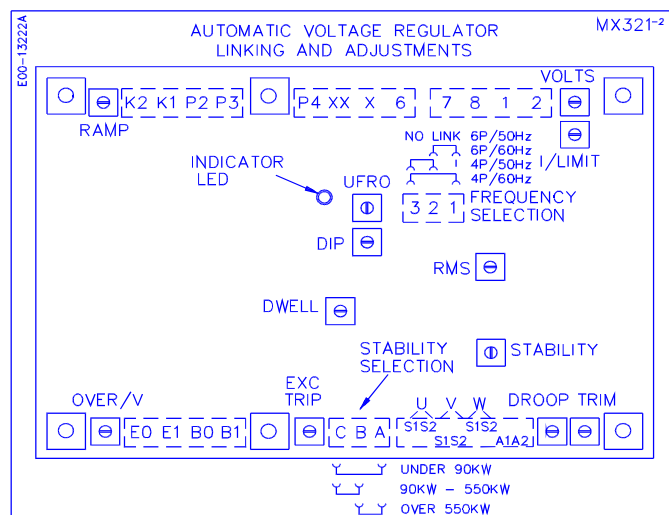 E00-13222A
AUTOMATIC VOLTAGE REGULATOR
LINKING AND ADJUSTMENTS
MX321-2
VOLTS
K2 K1 P2 P3
P4 XX X 6
7 8 1 2
RAMP
NO LINK 6P/50Hz
6P/60Hz
1 4P/50Hz
4P/60Hz
I/LIMIT
INDICATOR
LED
UFRO
3 2 1
FREQUENCY
SELECTION
DIP
RMS
DWELL
STABILITY
SELECTION
STABILITY
OVER/V
EXC
TRIP
U V W
DROOP TRIM
E0 E1 B0 B1
C B A
S1S2 S1S2
S1S2 A1A2
UNDER 90KW
90KW - 550KW
OVER 550KW